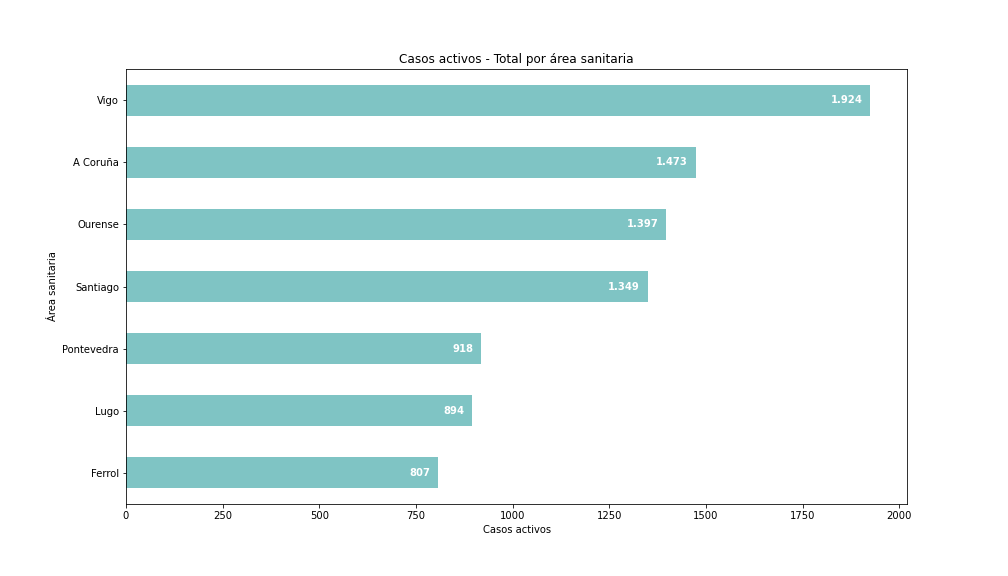 Casos activos - Total por área sanitaria
Vigo
1.924
A Coruña
1.473
Ourense
1.397
Santiago
1.349
Pontevedra
918
Lugo
894
Ferrol
807
Área sanitaria
0 250 500 750 1000 1250 1500 1750 2000
Casos activos